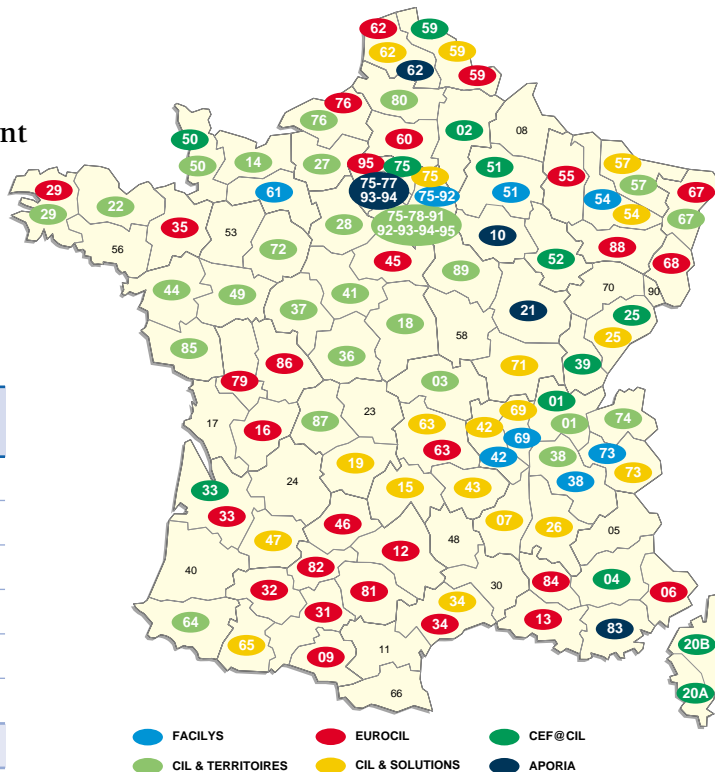 62 59
62 59
62 59
nt
76 80
76
50 60 02 08
50 14 27 95 75 51 57
75 55 57
29 22 61 75-77 75-92 51 54 67
93-94
29 35 53 28 75-78-91 10 54 67
92-93-94-95
56 72 45 52 88 68
44 49 41 89 70 90
37 18 21 25
85 36 58 25
86 71 39
79 03 01
17 16 87 23 63 42 69 01 74
69
19 63 42 38 73
33 24 15 43 38 73
33 46 07 26
47 12 48 05
40 82 84 04
32 81 30 06
31 34 13
64 34 83
65 09 11 20B
66 20A
FACILYS EUROCIL CEF@CIL
CIL & TERRITOIRES CIL & SOLUTIONS APORIA